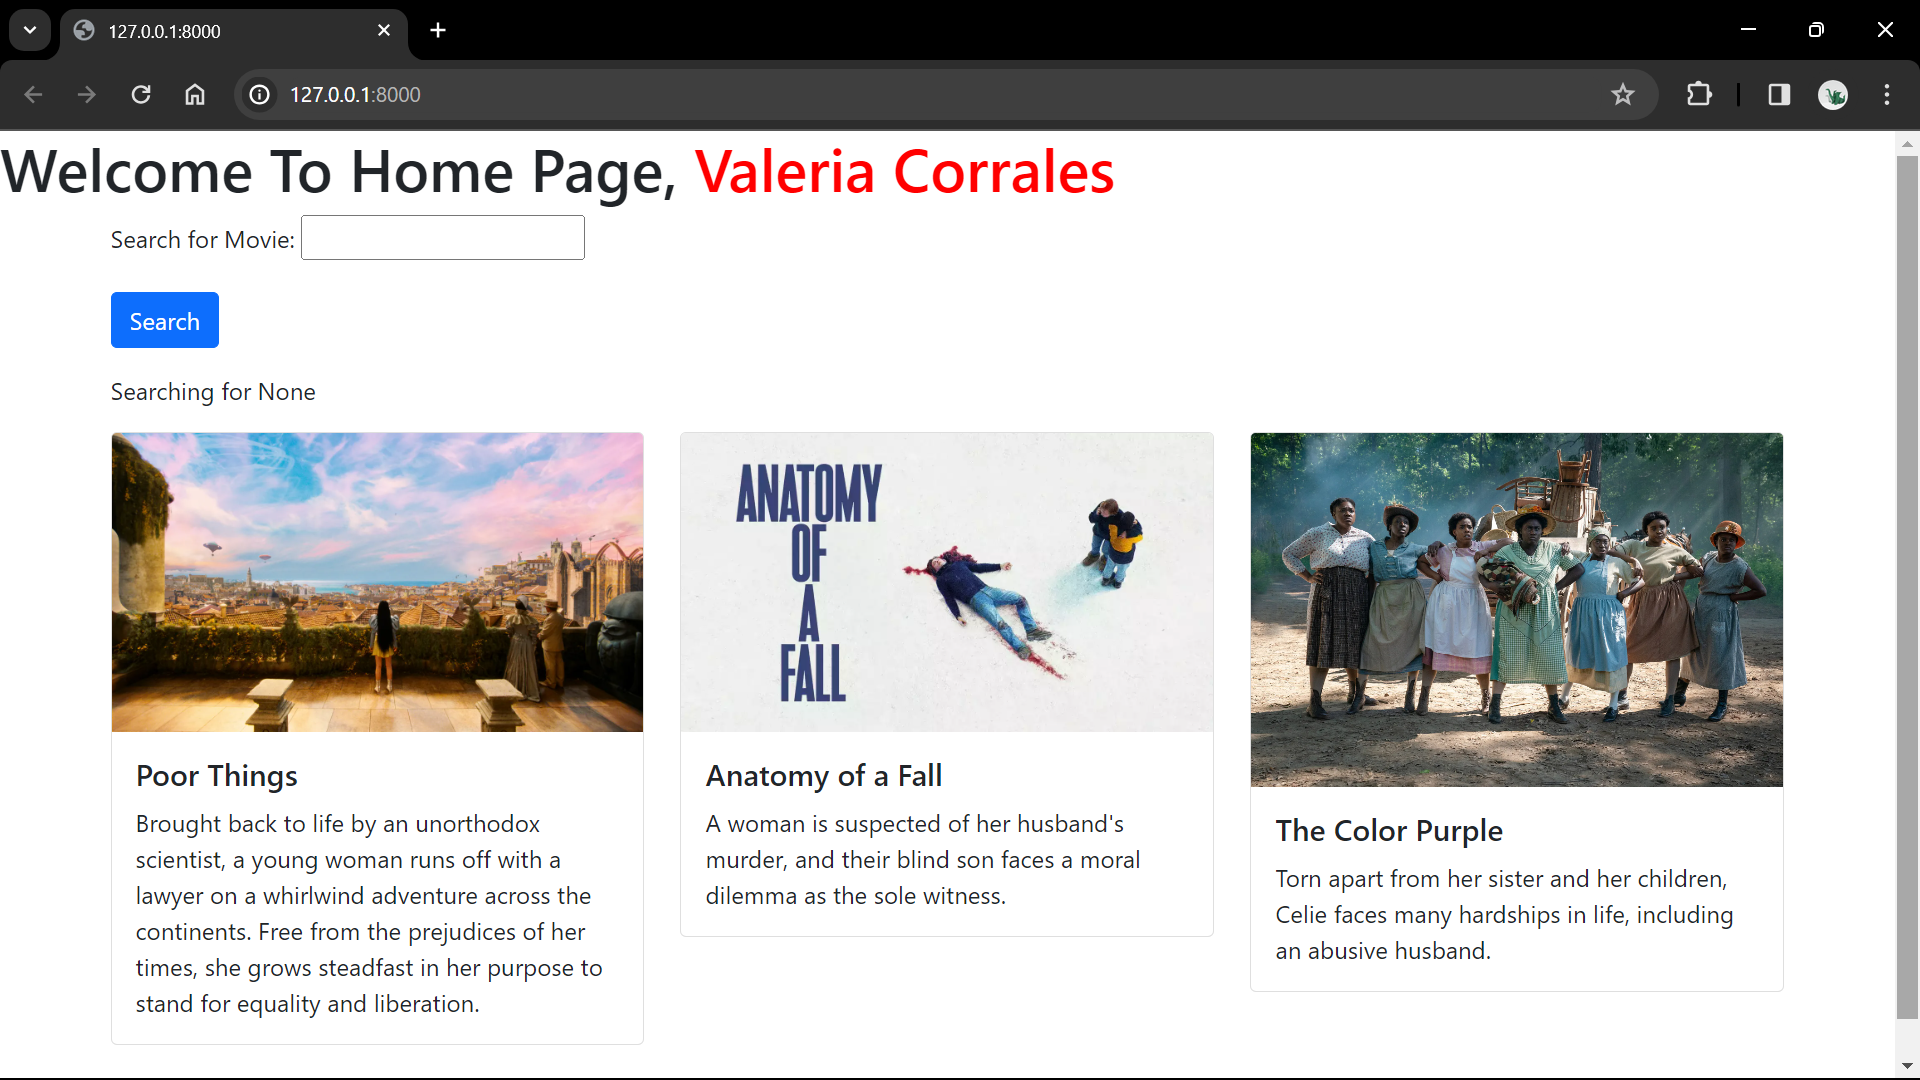 127.0.0.1:8000
127.0.0.1:8000
Welcome To Home Page, Valeria Corrales
Search for Movie:
Search
Searching for None
ANATOMY
OF
A
FALL
Poor Things
Brought back to life by an unorthodox
scientist, a young woman runs off with a
lawyer on a whirlwind adventure across the
continents. Free from the prejudices of her
times, she grows steadfast in her purpose to
stand for equality and liberation.
Anatomy of a Fall
A woman is suspected of her husband's
murder, and their blind son faces a moral
dilemma as the sole witness.
The Color Purple
Torn apart from her sister and her children,
Celie faces many hardships in life, including
an abusive husband.